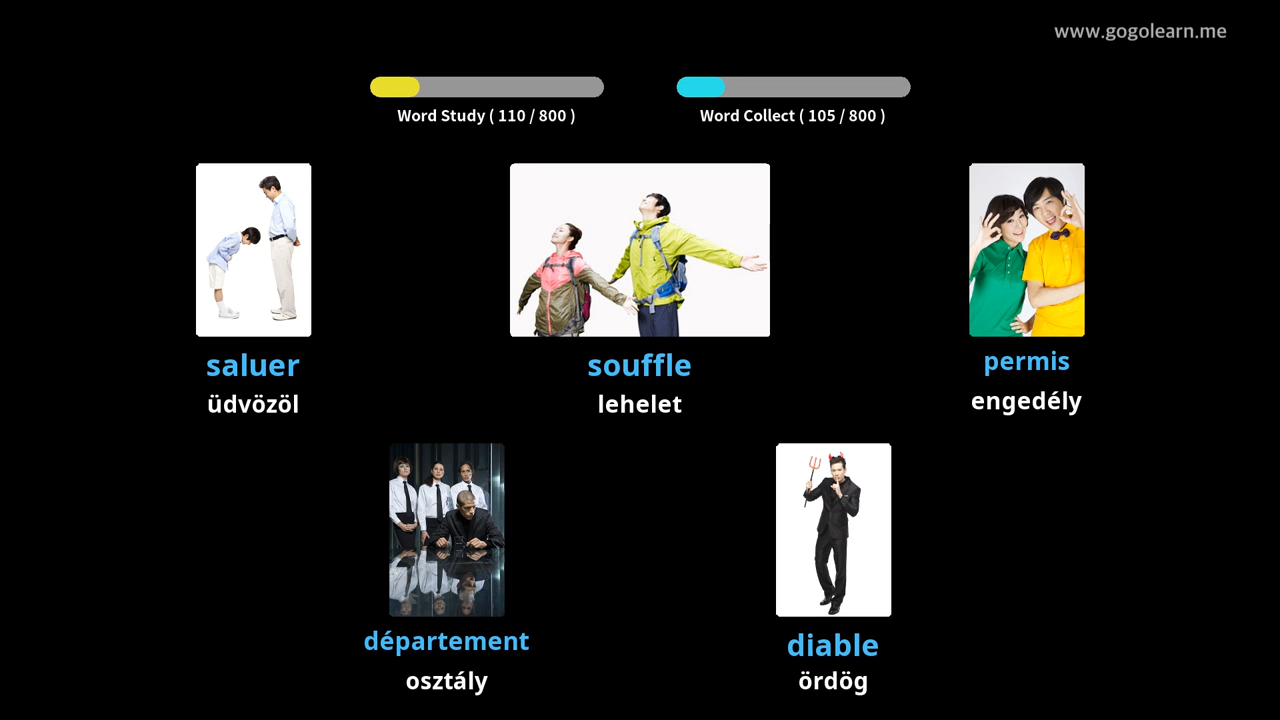 www.gogolearn.me
Word Study ( 110 / 800 )
Word Collect ( 105 / 800 )
saluer
üdvözöl
souffle
lehelet
permis
engedély
département
osztály
diable
ördög